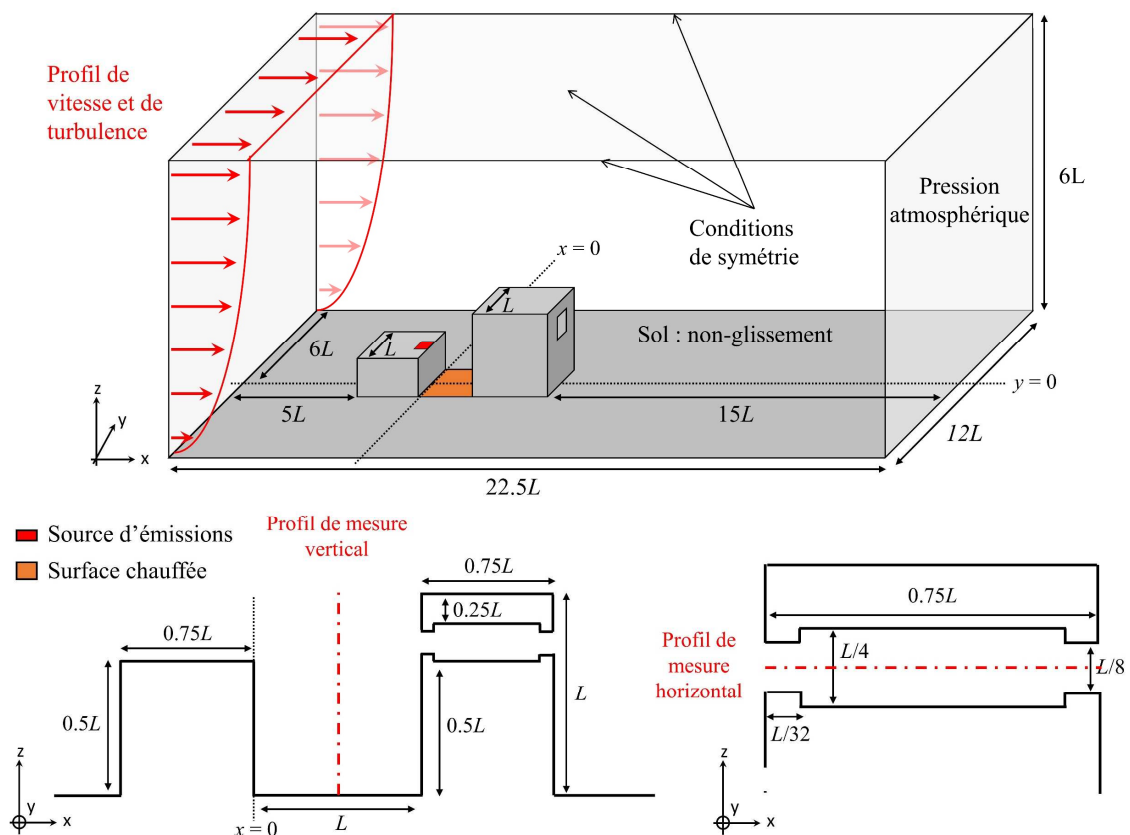 Profil de
vitesse et de
turbulence
6L
Pression
atmosphérique
Conditions
de symétrie
x = 0
L
L
6L
Sol : non-glissement
y = 0
5L
15L
12L
22.5L
z
y
x
Source d'émissions
Surface chauffée
Profil de mesure
vertical
0.75L
0.25L
0.75L
0.5L
0.5L
L
z
y
x
x = 0
L
0.75L
Profil de
mesure
horizontal
L/4
L/8
L/32
z
y
x